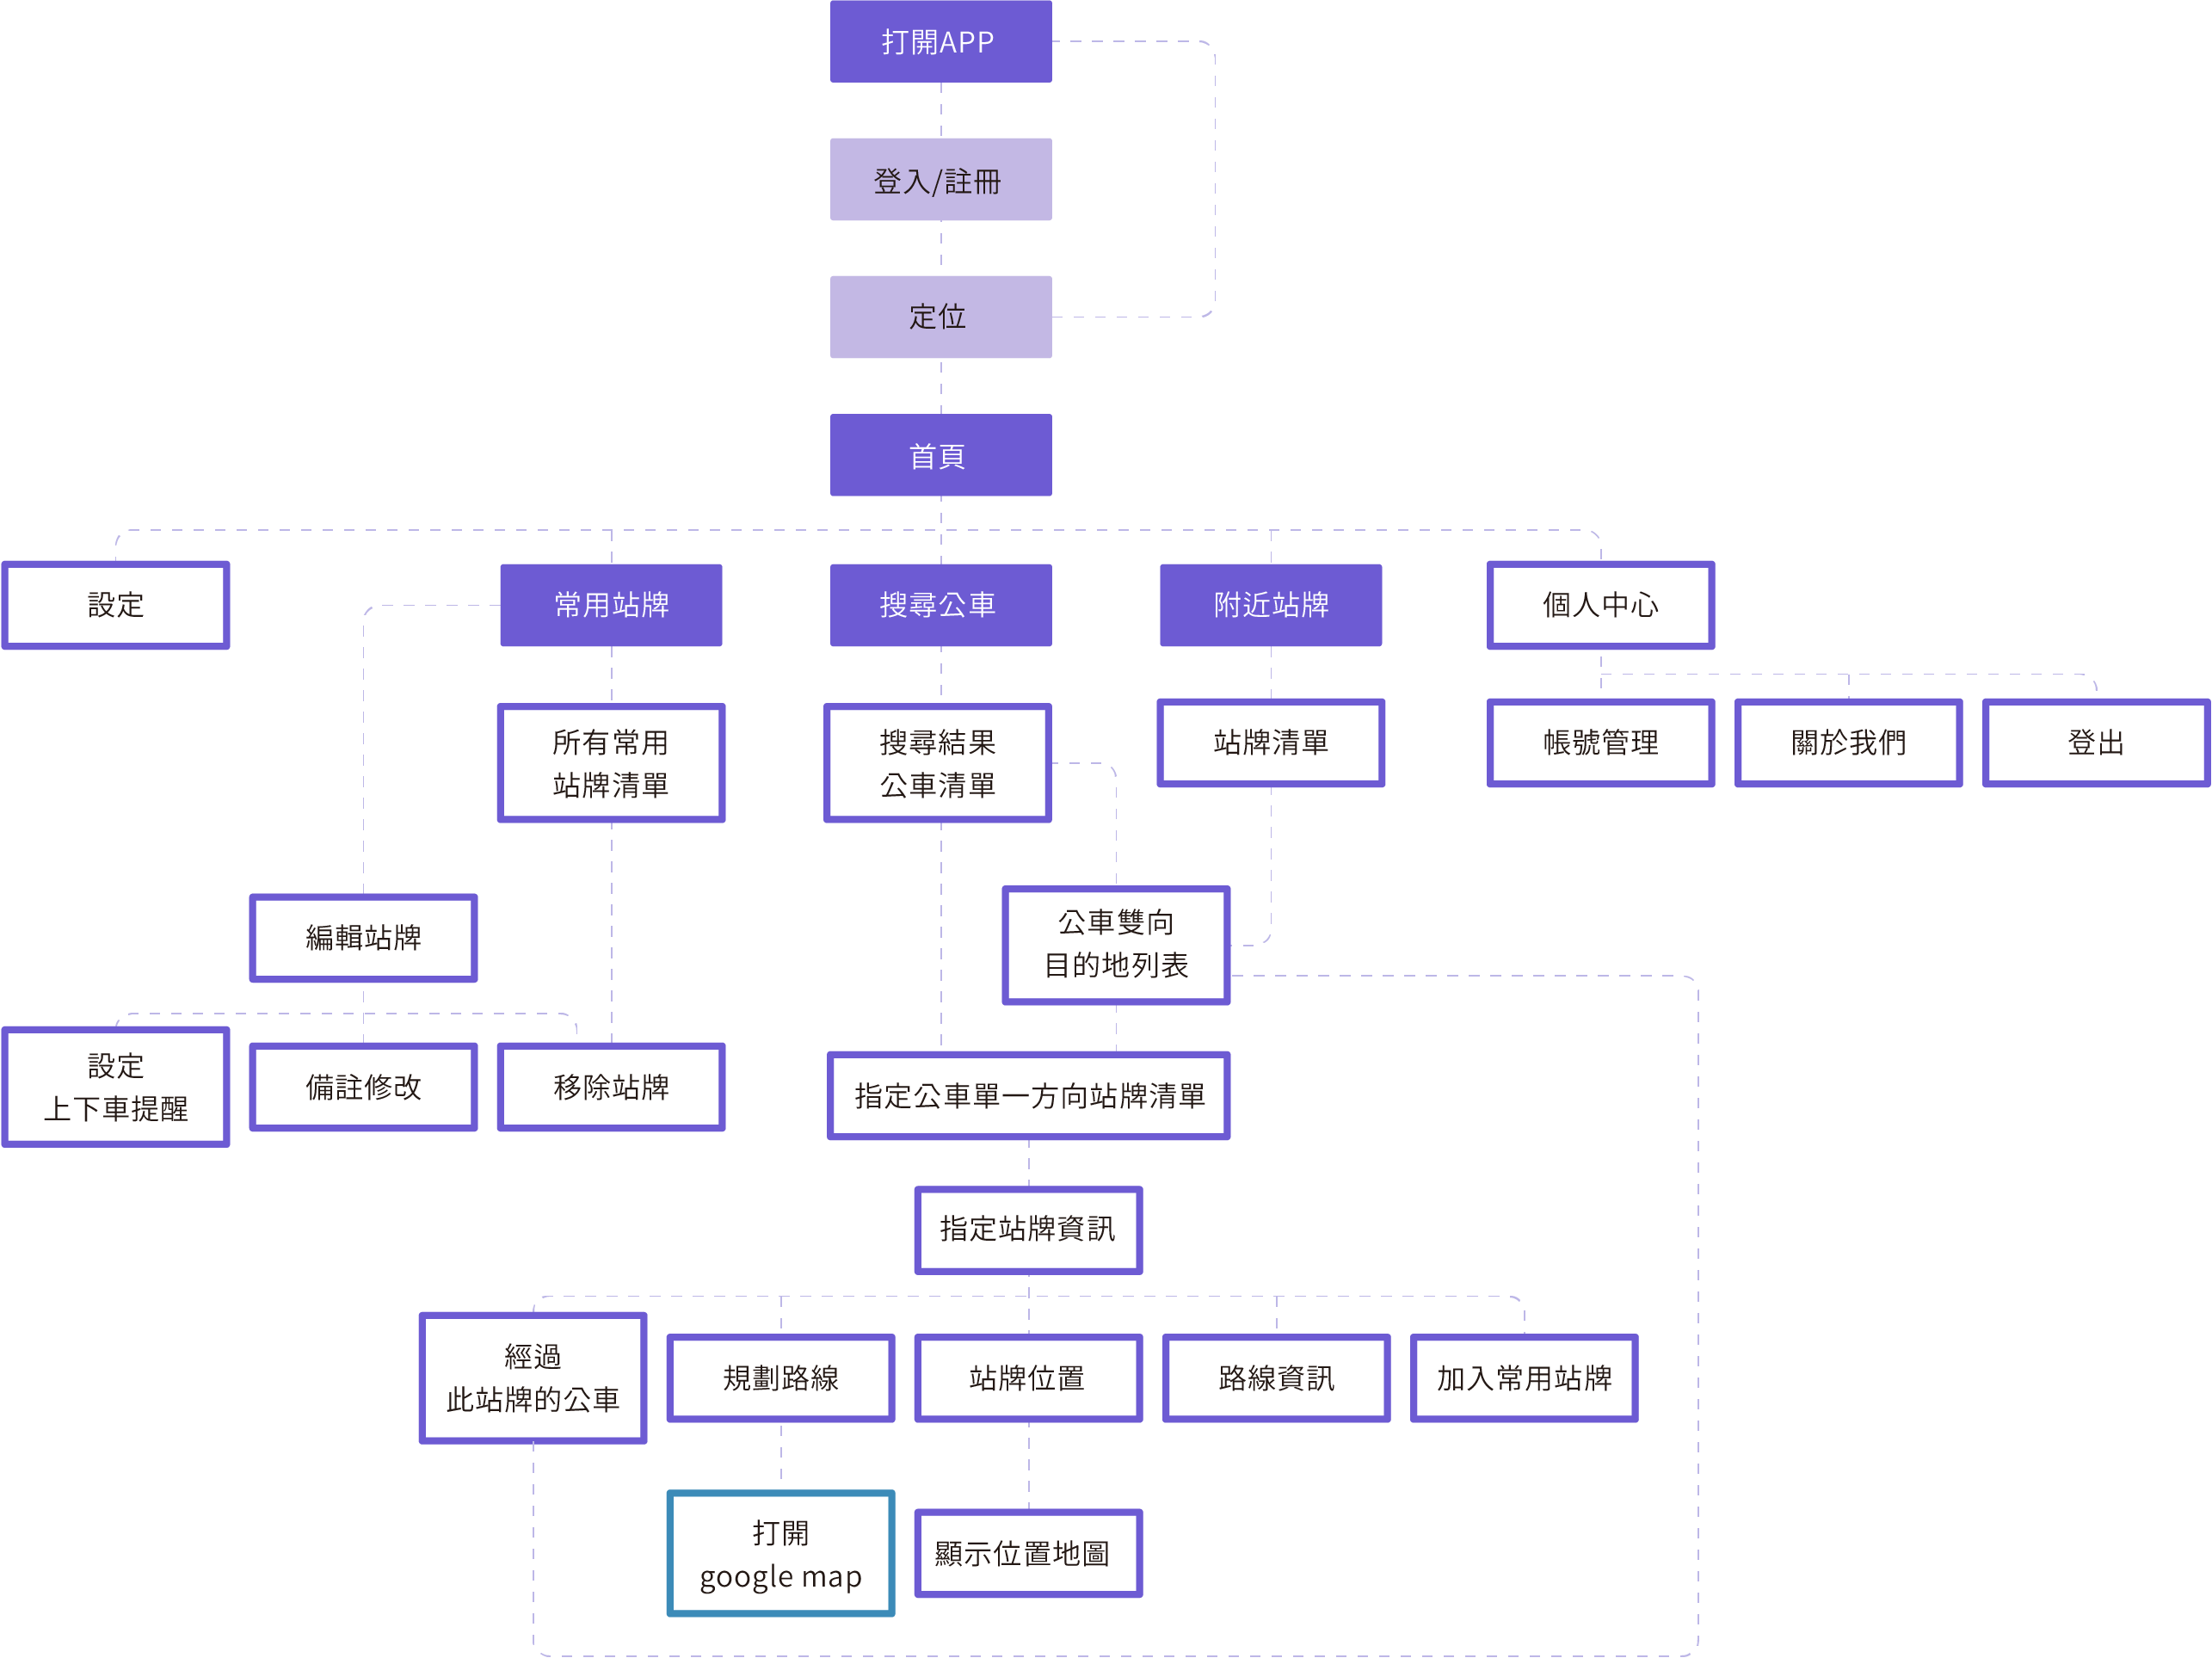 打開APP
登入/註冊
定位
首頁
設定
常用站牌
搜尋公車
附近站牌
個人中心
所有常用
站牌清單
搜尋結果
公車清單
站牌清單
帳號管理
關於我們
登出
編輯站牌
公車雙向
目的地列表
設定
上下車提醒
備註修改
移除站牌
指定公車單一方向站牌清單
指定站牌資訊
經過
此站牌的公車
規劃路線
站牌位置
路線資訊
加入常用站牌
打開
google map
顯示位置地圖